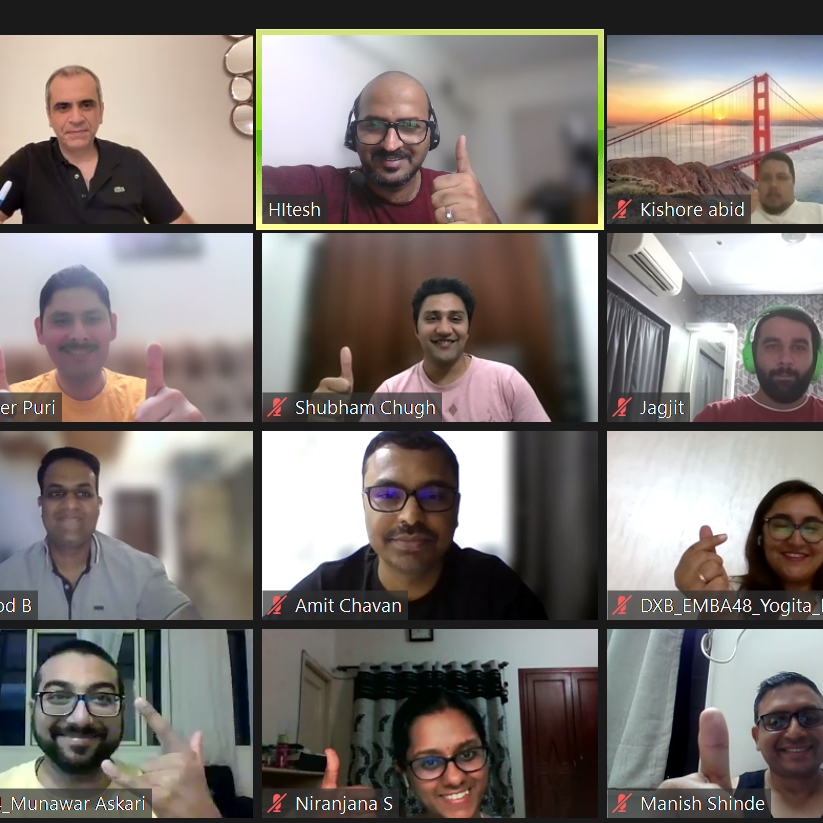 HItesh
Kishore abid
er Puri
Shubham Chugh
Jagjit
od B
Amit Chavan
DXB_EMBA48_Yogita_
_Munawar Askari
Niranjana S
Manish Shinde